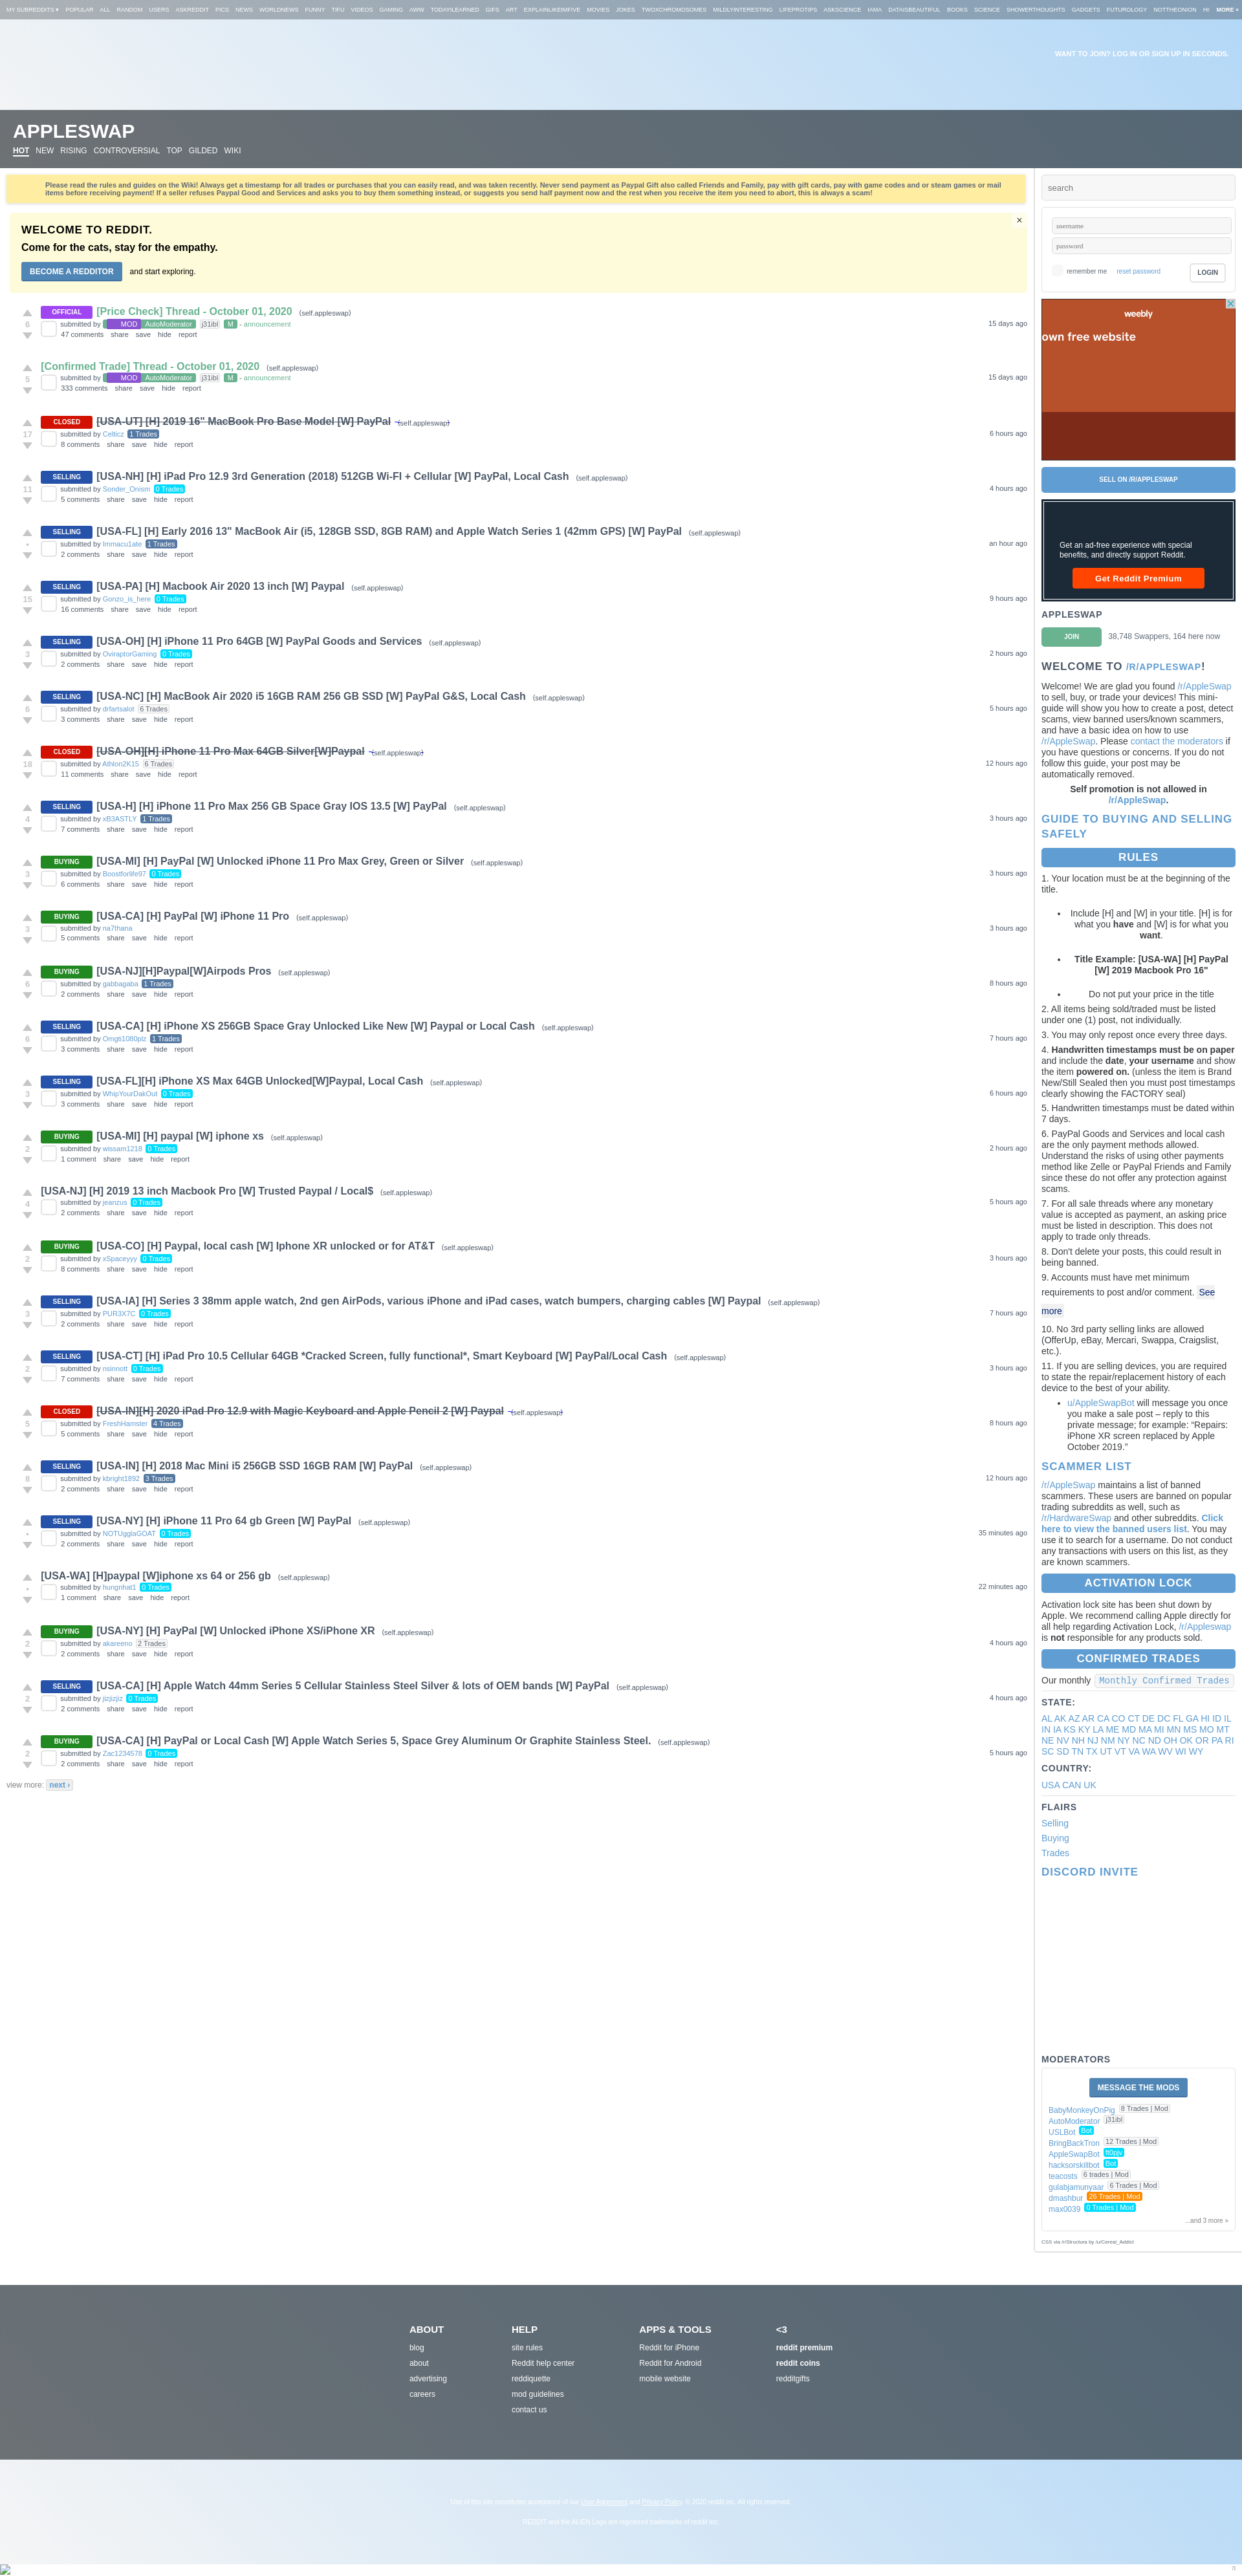 MY SUBREDDITS ▾ POPULAR ALL RANDOM USERS ASKREDDIT PICS NEWS WORLDNEWS FUNNY TIFU VIDEOS GAMING AWW TODAYILEARNED GIFS ART EXPLAINLIKEIMFIVE MOVIES JOKES TWOXCHROMOSOMES MILDLYINTERESTING LIFEPROTIPS ASKSCIENCE IAMA DATAISBEAUTIFUL BOOKS SCIENCE SHOWERTHOUGHTS GADGETS FUTUROLOGY NOTTHEONION HI MORE »
WANT TO JOIN? LOG IN OR SIGN UP IN SECONDS.
APPLESWAP
HOT NEW RISING CONTROVERSIAL TOP GILDED WIKI
Please read the rules and guides on the Wiki! Always get a timestamp for all trades or purchases that you can easily read, and was taken recently. Never send payment as Paypal Gift also called Friends and Family, pay with gift cards, pay with game codes and or steam games or mail
items before receiving payment! If a seller refuses Paypal Good and Services and asks you to buy them something instead, or suggests you send half payment now and the rest when you receive the item you need to abort, this is always a scam!
×
WELCOME TO REDDIT.
Come for the cats, stay for the empathy.
BECOME A REDDITOR and start exploring.
OFFICIAL [Price Check] Thread - October 01, 2020 (self.appleswap)
6 submitted by MOD AutoModerator j31ibl M - announcement 15 days ago
47 comments share save hide report
[Confirmed Trade] Thread - October 01, 2020 (self.appleswap)
5 submitted by MOD AutoModerator j31ibl M - announcement 15 days ago
333 comments share save hide report
CLOSED [USA-UT] [H] 2019 16" MacBook Pro Base Model [W] PayPal (self.appleswap)
17 submitted by Celticz 1 Trades 6 hours ago
8 comments share save hide report
SELLING [USA-NH] [H] iPad Pro 12.9 3rd Generation (2018) 512GB Wi-FI + Cellular [W] PayPal, Local Cash (self.appleswap)
11 submitted by Sonder_Onism 0 Trades 4 hours ago
5 comments share save hide report
SELLING [USA-FL] [H] Early 2016 13" MacBook Air (i5, 128GB SSD, 8GB RAM) and Apple Watch Series 1 (42mm GPS) [W] PayPal (self.appleswap)
• submitted by Immacu1ate 1 Trades an hour ago
2 comments share save hide report
SELLING [USA-PA] [H] Macbook Air 2020 13 inch [W] Paypal (self.appleswap)
15 submitted by Gonzo_is_here 0 Trades 9 hours ago
16 comments share save hide report
SELLING [USA-OH] [H] iPhone 11 Pro 64GB [W] PayPal Goods and Services (self.appleswap)
3 submitted by OviraptorGaming 0 Trades 2 hours ago
2 comments share save hide report
SELLING [USA-NC] [H] MacBook Air 2020 i5 16GB RAM 256 GB SSD [W] PayPal G&S, Local Cash (self.appleswap)
6 submitted by drfartsalot 6 Trades 5 hours ago
3 comments share save hide report
CLOSED [USA-OH][H] iPhone 11 Pro Max 64GB Silver[W]Paypal (self.appleswap)
18 submitted by Athlon2K15 6 Trades 12 hours ago
11 comments share save hide report
SELLING [USA-H] [H] iPhone 11 Pro Max 256 GB Space Gray IOS 13.5 [W] PayPal (self.appleswap)
4 submitted by xB3ASTLY 1 Trades 3 hours ago
7 comments share save hide report
BUYING [USA-MI] [H] PayPal [W] Unlocked iPhone 11 Pro Max Grey, Green or Silver (self.appleswap)
3 submitted by Boostforlife97 0 Trades 3 hours ago
6 comments share save hide report
BUYING [USA-CA] [H] PayPal [W] iPhone 11 Pro (self.appleswap)
3 submitted by na7thana 3 hours ago
5 comments share save hide report
BUYING [USA-NJ][H]Paypal[W]Airpods Pros (self.appleswap)
6 submitted by gabbagaba 1 Trades 8 hours ago
2 comments share save hide report
SELLING [USA-CA] [H] iPhone XS 256GB Space Gray Unlocked Like New [W] Paypal or Local Cash (self.appleswap)
6 submitted by Omgti1080plz 1 Trades 7 hours ago
3 comments share save hide report
SELLING [USA-FL][H] iPhone XS Max 64GB Unlocked[W]Paypal, Local Cash (self.appleswap)
3 submitted by WhipYourDakOut 0 Trades 6 hours ago
3 comments share save hide report
BUYING [USA-MI] [H] paypal [W] iphone xs (self.appleswap)
2 submitted by wissam1218 0 Trades 2 hours ago
1 comment share save hide report
[USA-NJ] [H] 2019 13 inch Macbook Pro [W] Trusted Paypal / Local$ (self.appleswap)
4 submitted by jeanzus 0 Trades 5 hours ago
2 comments share save hide report
BUYING [USA-CO] [H] Paypal, local cash [W] Iphone XR unlocked or for AT&T (self.appleswap)
2 submitted by xSpaceyyy 0 Trades 3 hours ago
8 comments share save hide report
SELLING [USA-IA] [H] Series 3 38mm apple watch, 2nd gen AirPods, various iPhone and iPad cases, watch bumpers, charging cables [W] Paypal (self.appleswap)
3 submitted by PUR3X7C 0 Trades 7 hours ago
2 comments share save hide report
SELLING [USA-CT] [H] iPad Pro 10.5 Cellular 64GB *Cracked Screen, fully functional*, Smart Keyboard [W] PayPal/Local Cash (self.appleswap)
2 submitted by nsinnott 0 Trades 3 hours ago
7 comments share save hide report
CLOSED [USA-IN][H] 2020 iPad Pro 12.9 with Magic Keyboard and Apple Pencil 2 [W] Paypal (self.appleswap)
5 submitted by FreshHamster 4 Trades 8 hours ago
5 comments share save hide report
SELLING [USA-IN] [H] 2018 Mac Mini i5 256GB SSD 16GB RAM [W] PayPal (self.appleswap)
8 submitted by kbright1892 3 Trades 12 hours ago
2 comments share save hide report
SELLING [USA-NY] [H] iPhone 11 Pro 64 gb Green [W] PayPal (self.appleswap)
• submitted by NOTUgglaGOAT 0 Trades 35 minutes ago
2 comments share save hide report
[USA-WA] [H]paypal [W]iphone xs 64 or 256 gb (self.appleswap)
• submitted by hungnhat1 0 Trades 22 minutes ago
1 comment share save hide report
BUYING [USA-NY] [H] PayPal [W] Unlocked iPhone XS/iPhone XR (self.appleswap)
2 submitted by akareeno 2 Trades 4 hours ago
2 comments share save hide report
SELLING [USA-CA] [H] Apple Watch 44mm Series 5 Cellular Stainless Steel Silver & lots of OEM bands [W] PayPal (self.appleswap)
2 submitted by jizjizjiz 0 Trades 4 hours ago
2 comments share save hide report
BUYING [USA-CA] [H] PayPal or Local Cash [W] Apple Watch Series 5, Space Grey Aluminum Or Graphite Stainless Steel. (self.appleswap)
2 submitted by Zac1234578 0 Trades 5 hours ago
2 comments share save hide report
view more: next ›
search
username
password
remember me reset password LOGIN
weebly
own free website
SELL ON /R/APPLESWAP
Get an ad-free experience with special
benefits, and directly support Reddit.
Get Reddit Premium
APPLESWAP
JOIN 38,748 Swappers, 164 here now
WELCOME TO /R/APPLESWAP!
Welcome! We are glad you found /r/AppleSwap
to sell, buy, or trade your devices! This mini-
guide will show you how to create a post, detect
scams, view banned users/known scammers,
and have a basic idea on how to use
/r/AppleSwap. Please contact the moderators if
you have questions or concerns. If you do not
follow this guide, your post may be
automatically removed.
Self promotion is not allowed in
/r/AppleSwap.
GUIDE TO BUYING AND SELLING
SAFELY
RULES
1. Your location must be at the beginning of the
title.
• Include [H] and [W] in your title. [H] is for
what you have and [W] is for what you
want.
• Title Example: [USA-WA] [H] PayPal
[W] 2019 Macbook Pro 16"
• Do not put your price in the title
2. All items being sold/traded must be listed
under one (1) post, not individually.
3. You may only repost once every three days.
4. Handwritten timestamps must be on paper
and include the date, your username and show
the item powered on. (unless the item is Brand
New/Still Sealed then you must post timestamps
clearly showing the FACTORY seal)
5. Handwritten timestamps must be dated within
7 days.
6. PayPal Goods and Services and local cash
are the only payment methods allowed.
Understand the risks of using other payments
method like Zelle or PayPal Friends and Family
since these do not offer any protection against
scams.
7. For all sale threads where any monetary
value is accepted as payment, an asking price
must be listed in description. This does not
apply to trade only threads.
8. Don't delete your posts, this could result in
being banned.
9. Accounts must have met minimum
requirements to post and/or comment. See
more
10. No 3rd party selling links are allowed
(OfferUp, eBay, Mercari, Swappa, Craigslist,
etc.).
11. If you are selling devices, you are required
to state the repair/replacement history of each
device to the best of your ability.
• u/AppleSwapBot will message you once
you make a sale post – reply to this
private message; for example: “Repairs:
iPhone XR screen replaced by Apple
October 2019.”
SCAMMER LIST
/r/AppleSwap maintains a list of banned
scammers. These users are banned on popular
trading subreddits as well, such as
/r/HardwareSwap and other subreddits. Click
here to view the banned users list. You may
use it to search for a username. Do not conduct
any transactions with users on this list, as they
are known scammers.
ACTIVATION LOCK
Activation lock site has been shut down by
Apple. We recommend calling Apple directly for
all help regarding Activation Lock, /r/Appleswap
is not responsible for any products sold.
CONFIRMED TRADES
Our monthly Monthly Confirmed Trades
STATE:
AL AK AZ AR CA CO CT DE DC FL GA HI ID IL
IN IA KS KY LA ME MD MA MI MN MS MO MT
NE NV NH NJ NM NY NC ND OH OK OR PA RI
SC SD TN TX UT VT VA WA WV WI WY
COUNTRY:
USA CAN UK
FLAIRS
Selling
Buying
Trades
DISCORD INVITE
MODERATORS
MESSAGE THE MODS
BabyMonkeyOnPig 8 Trades | Mod
AutoModerator j31ibl
USLBot Bot
BringBackTron 12 Trades | Mod
AppleSwapBot ft0pjv
hacksorskillbot Bot
teacosts 6 trades | Mod
gulabjamunyaar 6 Trades | Mod
dmashbur 26 Trades | Mod
max0039 0 Trades | Mod
...and 3 more »
CSS via /r/Structura by /u/Cereal_Addict
ABOUT
blog
about
advertising
careers
HELP
site rules
Reddit help center
reddiquette
mod guidelines
contact us
APPS & TOOLS
Reddit for iPhone
Reddit for Android
mobile website
<3
reddit premium
reddit coins
redditgifts
Use of this site constitutes acceptance of our User Agreement and Privacy Policy. © 2020 reddit inc. All rights reserved.
REDDIT and the ALIEN Logo are registered trademarks of reddit inc.
π